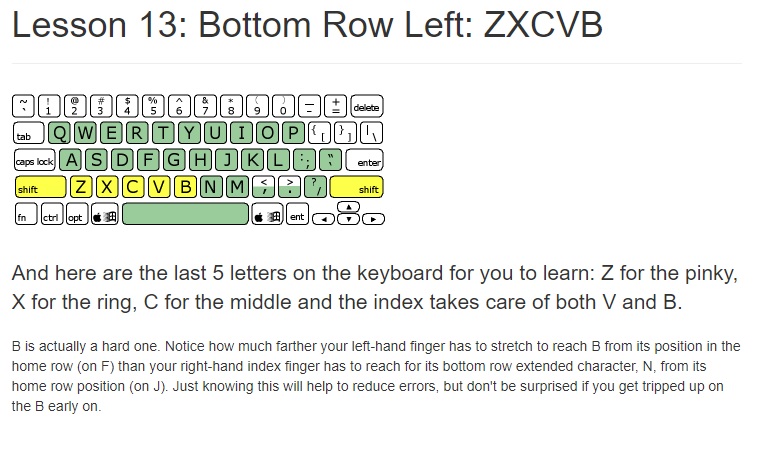 Lesson 13: Bottom Row Left: ZXCVB
~ ` ! 1 @ 2 # 3 $ 4 % 5 ^ 6 & 7 * 8 ( 9 ) 0 _ - + = delete
tab Q W E R T Y U I O P { [ } ] | \
caps lock A S D F G H J K L : ; " ' enter
shift Z X C V B N M < , > . ? / shift
fn ctrl opt ent
And here are the last 5 letters on the keyboard for you to learn: Z for the pinky,
X for the ring, C for the middle and the index takes care of both V and B.
B is actually a hard one. Notice how much farther your left-hand finger has to stretch to reach B from its position in the
home row (on F) than your right-hand index finger has to reach for its bottom row extended character, N, from its
home row position (on J). Just knowing this will help to reduce errors, but don't be surprised if you get tripped up on
the B early on.